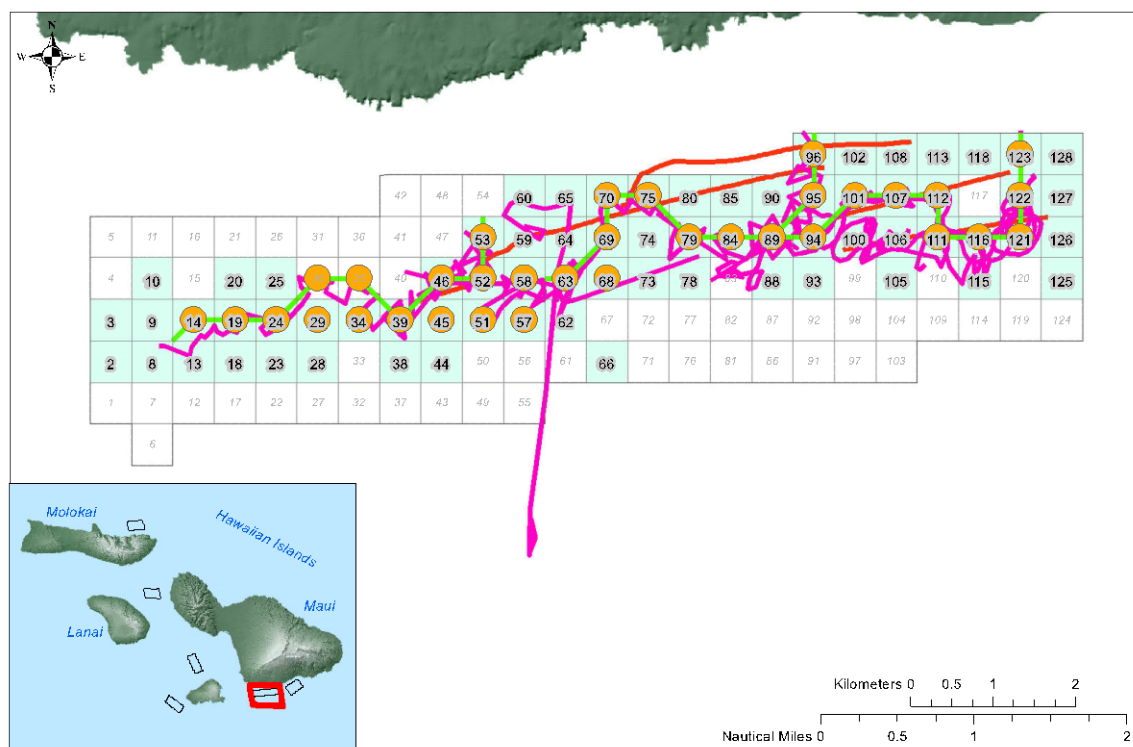 N
W E
S
96 102 108 113 118 123 128
42 48 54 60 65 70 75 80 85 90 95 101 107 112 117 122 127
5 11 16 21 26 31 36 41 47 53 59 64 69 74 79 84 89 94 100 106 111 116 121 126
4 10 15 20 25 40 46 52 58 63 68 73 78 83 88 93 99 105 110 115 120 125
3 9 14 19 24 29 34 39 45 51 57 62 67 72 77 82 87 92 98 104 109 114 119 124
2 8 13 18 23 28 33 38 44 50 56 61 66 71 76 81 86 91 97 103
1 7 12 17 22 27 32 37 43 49 55
6
Molokai
Hawaiian Islands
Maui
Lanai
Kilometers 0 0.5 1 2
Nautical Miles 0 0.5 1 2